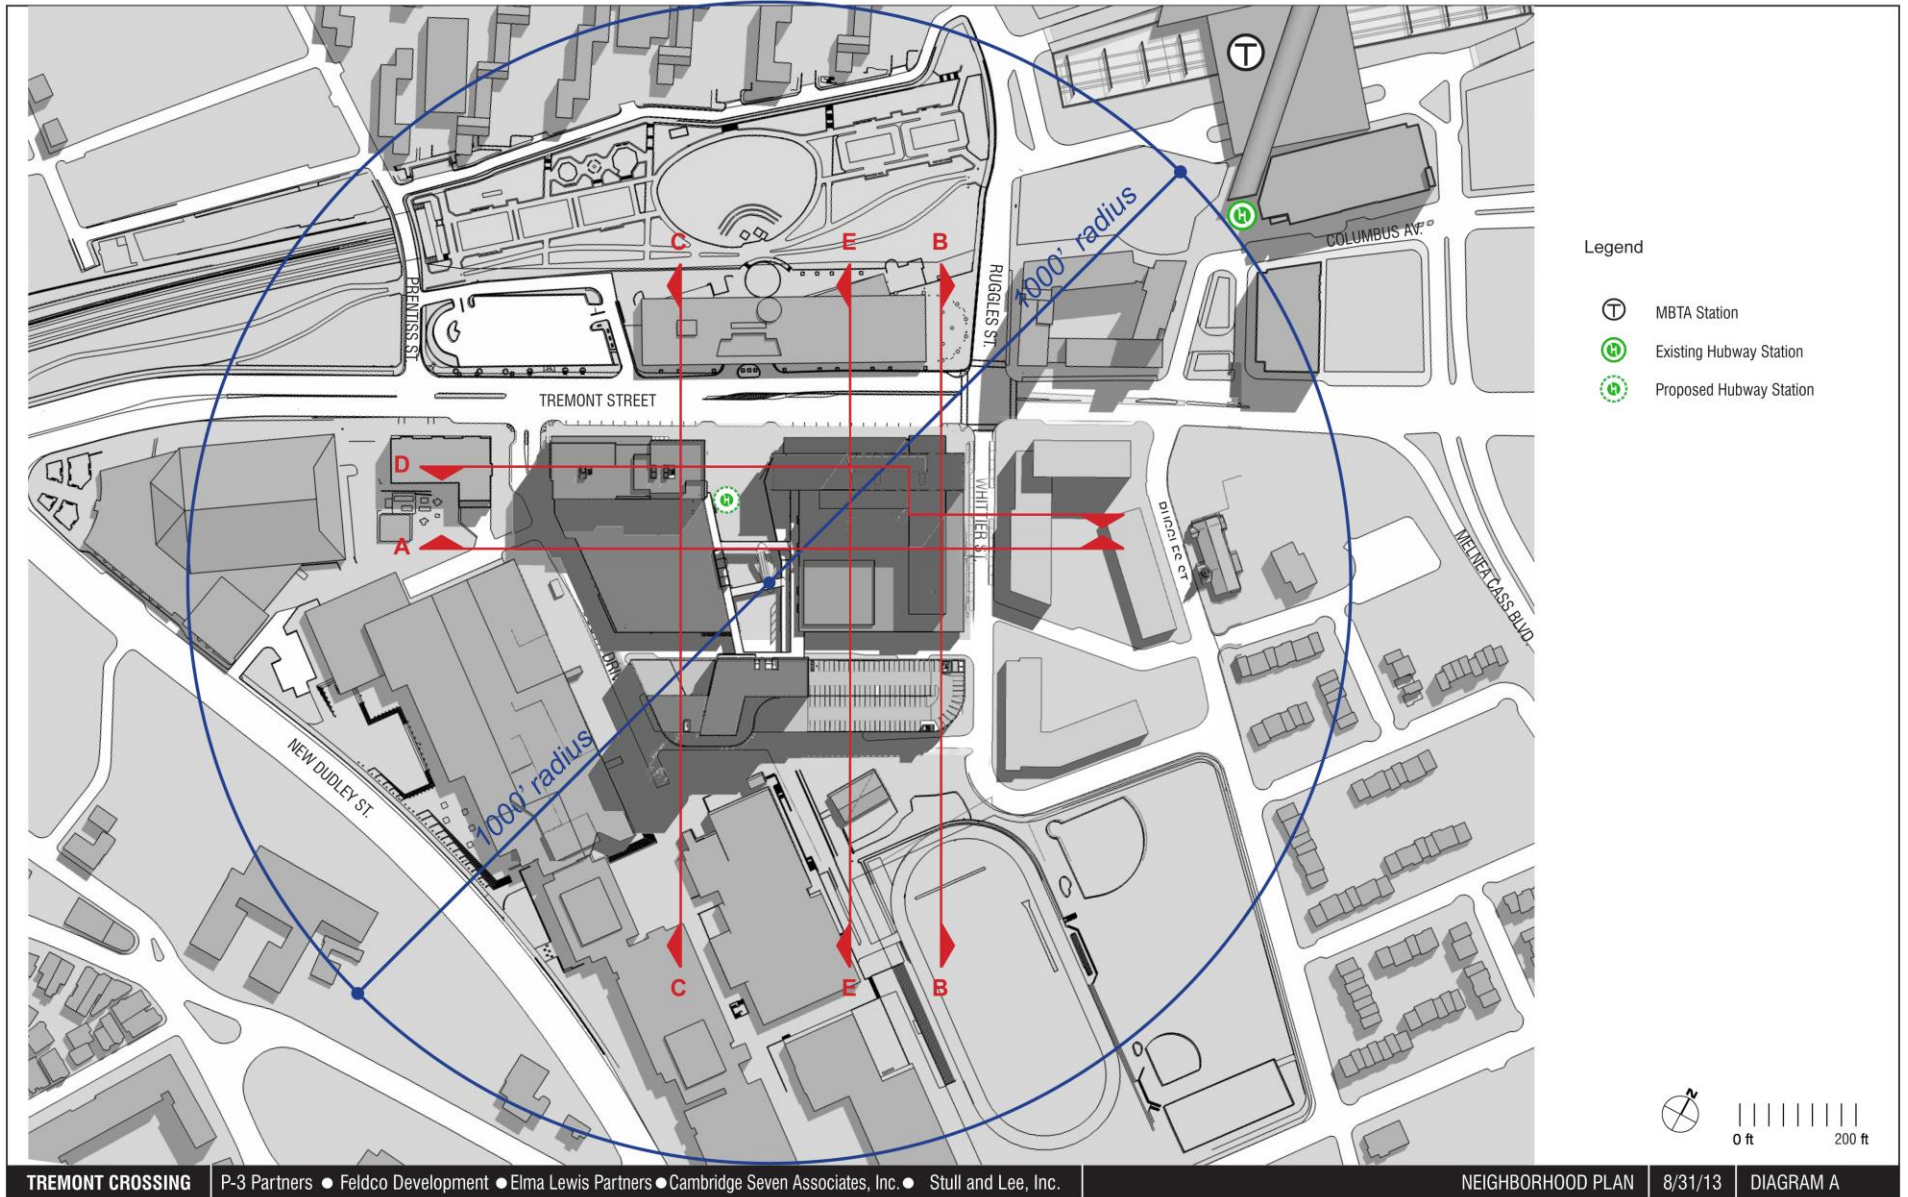 T
H
1000' radius
COLUMBUS AV.
C
E
B
PRENTISS ST.
RUGGLES ST.
TREMONT STREET
D
H
WHITTIER ST.
RUGGLES ST
A
MELNEA CASS BLVD.
NEW DUDLEY ST.
1000' radius
C
E
B
Legend
T MBTA Station
H Existing Hubway Station
H Proposed Hubway Station
N
0 ft 200 ft
TREMONT CROSSING P-3 Partners ● Feldco Development ● Elma Lewis Partners ● Cambridge Seven Associates, Inc. ● Stull and Lee, Inc. NEIGHBORHOOD PLAN 8/31/13 DIAGRAM A